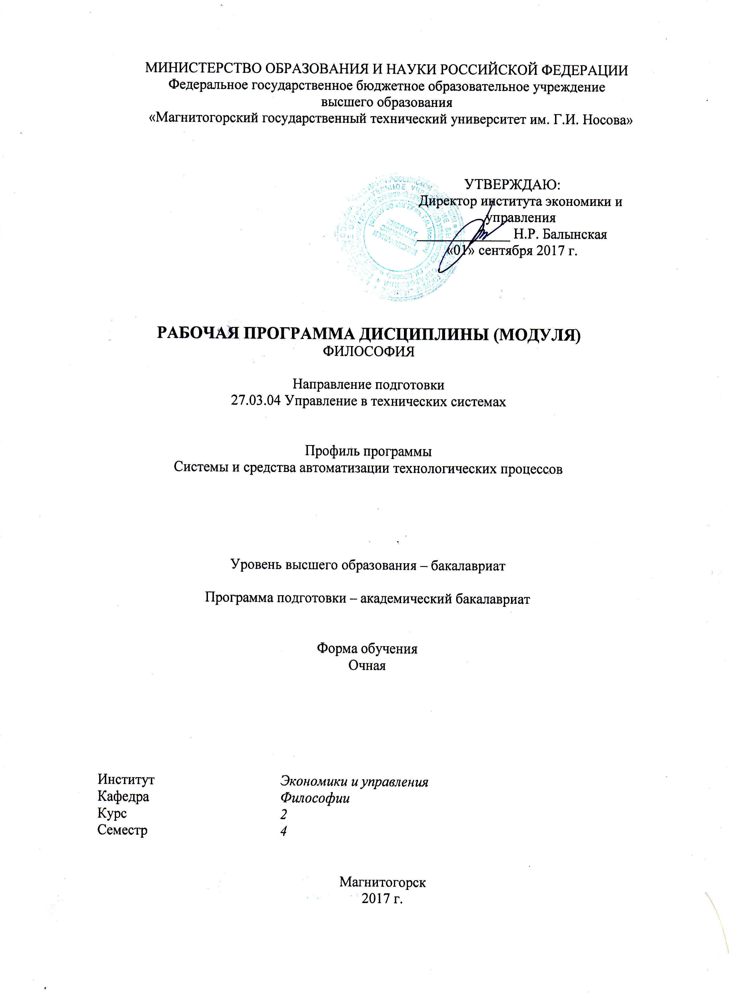 МИНИСТЕРСТВО ОБРАЗОВАНИЯ И НАУКИ РОССИЙСКОЙ ФЕДЕРАЦИИ
Федеральное государственное бюджетное образовательное учреждение
высшего образования
«Магнитогорский государственный технический университет им. Г.И. Носова»
УТВЕРЖДАЮ:
Директор института экономики и
управления
Н.Р. Балынская
«01» сентября 2017 г.
ИНСТИТУТ
ЭКОНОМИКИ
И УПРАВЛЕНИЯ
РАБОЧАЯ ПРОГРАММА ДИСЦИПЛИНЫ (МОДУЛЯ)
ФИЛОСОФИЯ
Направление подготовки
27.03.04 Управление в технических системах
Профиль программы
Системы и средства автоматизации технологических процессов
Уровень высшего образования – бакалавриат
Программа подготовки – академический бакалавриат
Форма обучения
Очная
Институт Экономики и управления
Кафедра Философии
Курс 2
Семестр 4
Магнитогорск
2017 г.